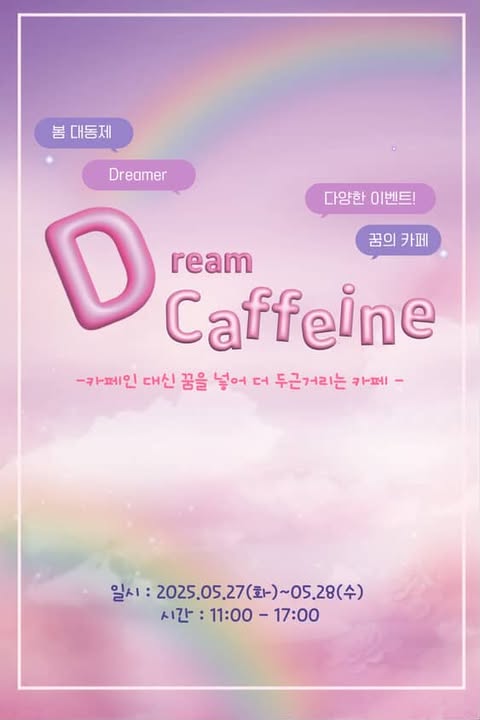 봄 대동제
Dreamer
다양한 이벤트!
꿈의 카페
Dream
Caffeine
-카페인 대신 꿈을 넣어 더 두근거리는 카페 -
일시 : 2025.05.27(화)~05.28(수)
시간 : 11:00 - 17:00